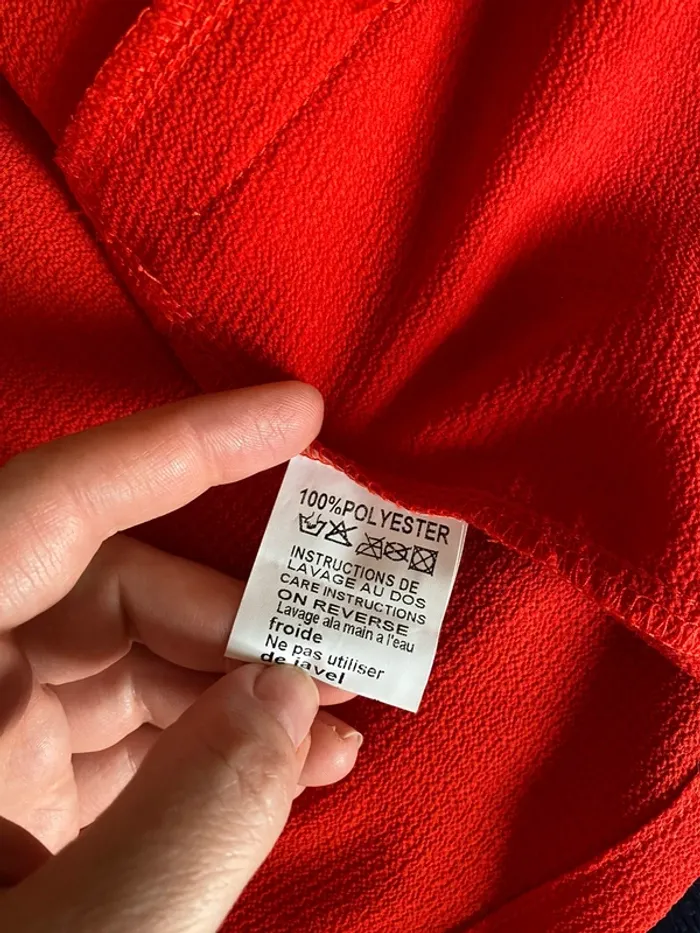 100%POLYESTER
INSTRUCTIONS DE
LAVAGE AU DOS
CARE INSTRUCTIONS
ON REVERSE
Lavage ala main a l'eau
froide
Ne pas utiliser
de javel